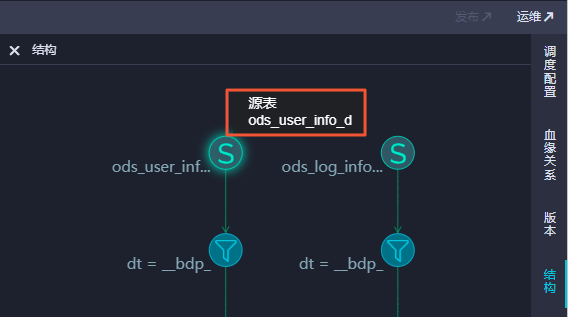 发布
运维
结构
源表
ods_user_info_d
ods_user_inf...
ods_log_info...
dt = __bdp_
dt = __bdp_
调度配置
血缘关系
版本
结构